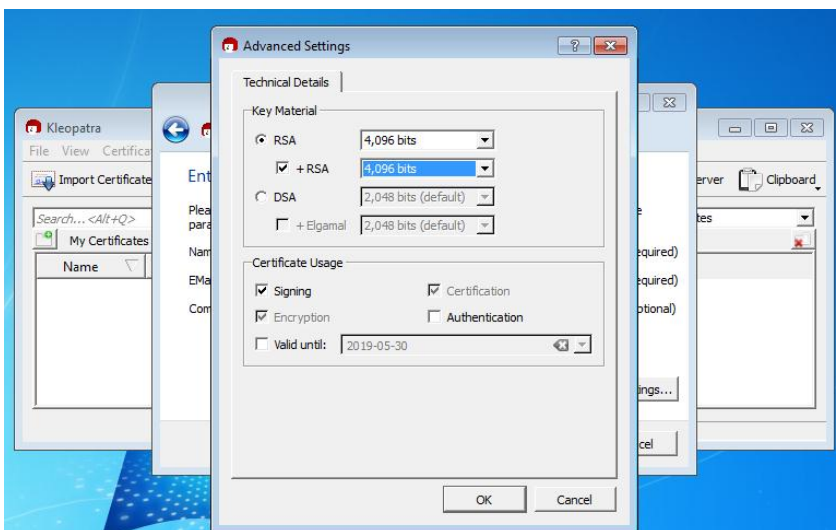 Advanced Settings
Technical Details
Key Material
RSA 4,096 bits
+ RSA 4,096 bits
DSA 2,048 bits (default)
+ Elgamal 2,048 bits (default)
Certificate Usage
Signing Certification
Encryption Authentication
Valid until: 2019-05-30
OK Cancel
Kleopatra
File View Certifica
Import Certificate
Search...<Alt+Q>
My Certificates
Name
Ent
Plea
para
Nam
EMa
Com
equired)
equired)
ptional)
ings...
cel
erver Clipboard
tes